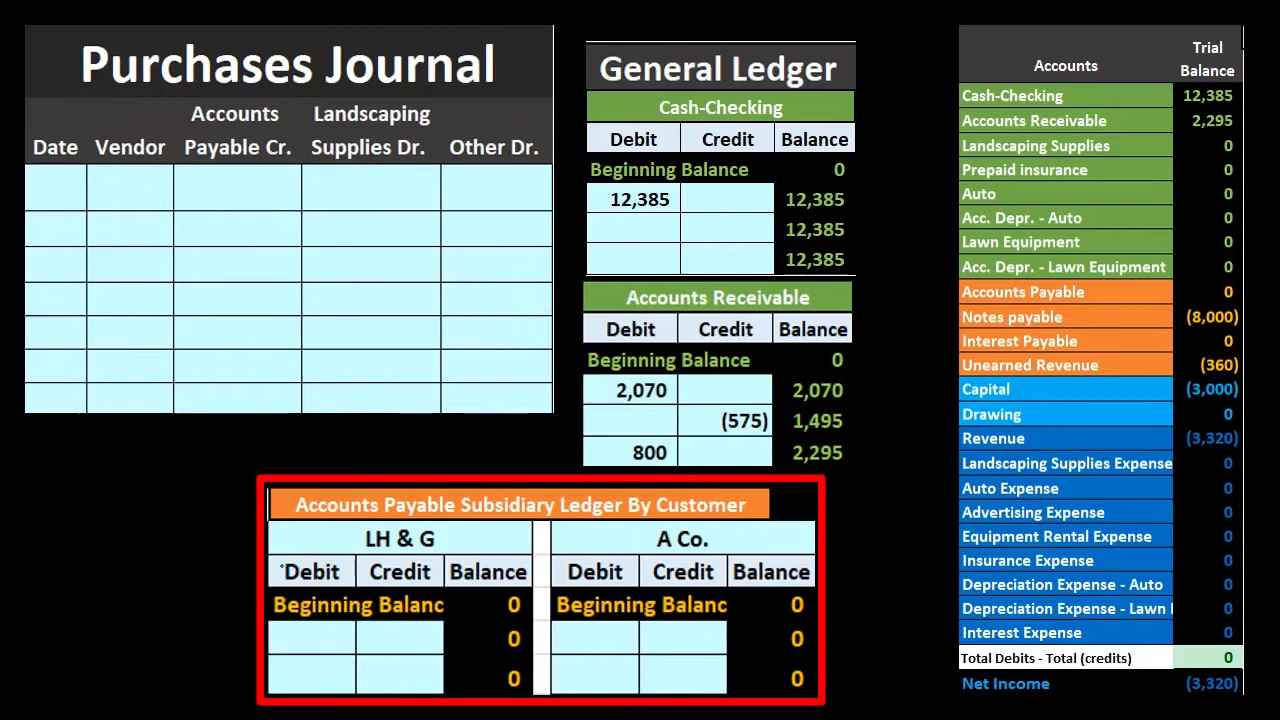 Purchases Journal
Accounts Landscaping
Date Vendor Payable Cr. Supplies Dr. Other Dr.
General Ledger
Cash-Checking
Debit Credit Balance
Beginning Balance 0
12,385 12,385
12,385
12,385
Accounts Receivable
Debit Credit Balance
Beginning Balance 0
2,070 2,070
(575) 1,495
800 2,295
Accounts Payable Subsidiary Ledger By Customer
LH & G A Co.
Debit Credit Balance Debit Credit Balance
Beginning Balanc 0 Beginning Balanc 0
0 0
0 0
Trial
Accounts Balance
Cash-Checking 12,385
Accounts Receivable 2,295
Landscaping Supplies 0
Prepaid insurance 0
Auto 0
Acc. Depr. - Auto 0
Lawn Equipment 0
Acc. Depr. - Lawn Equipment 0
Accounts Payable 0
Notes payable (8,000)
Interest Payable 0
Unearned Revenue (360)
Capital (3,000)
Drawing 0
Revenue (3,320)
Landscaping Supplies Expense 0
Auto Expense 0
Advertising Expense 0
Equipment Rental Expense 0
Insurance Expense 0
Depreciation Expense - Auto 0
Depreciation Expense - Lawn 0
Interest Expense 0
Total Debits - Total (credits) 0
Net Income (3,320)